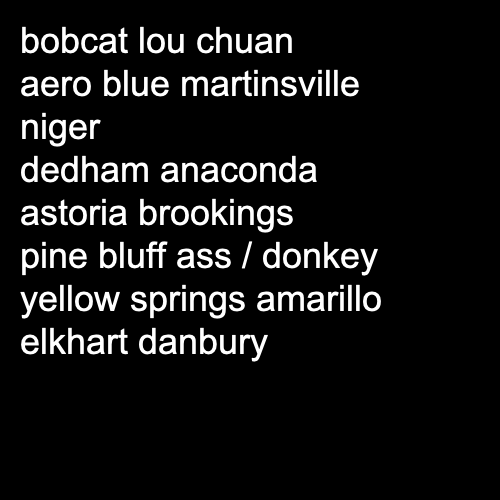 bobcat lou chuan
aero blue martinsville
niger
dedham anaconda
astoria brookings
pine bluff ass / donkey
yellow springs amarillo
elkhart danbury